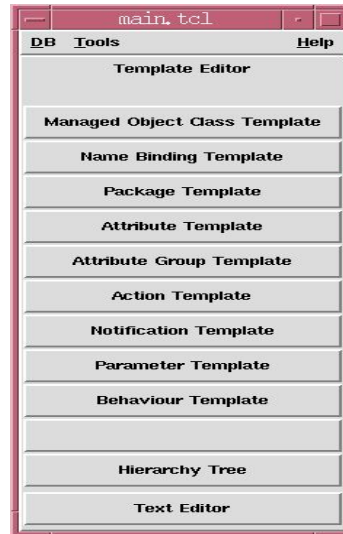 main.tcl
DB Tools Help
Template Editor
Managed Object Class Template
Name Binding Template
Package Template
Attribute Template
Attribute Group Template
Action Template
Notification Template
Parameter Template
Behaviour Template
Hierarchy Tree
Text Editor